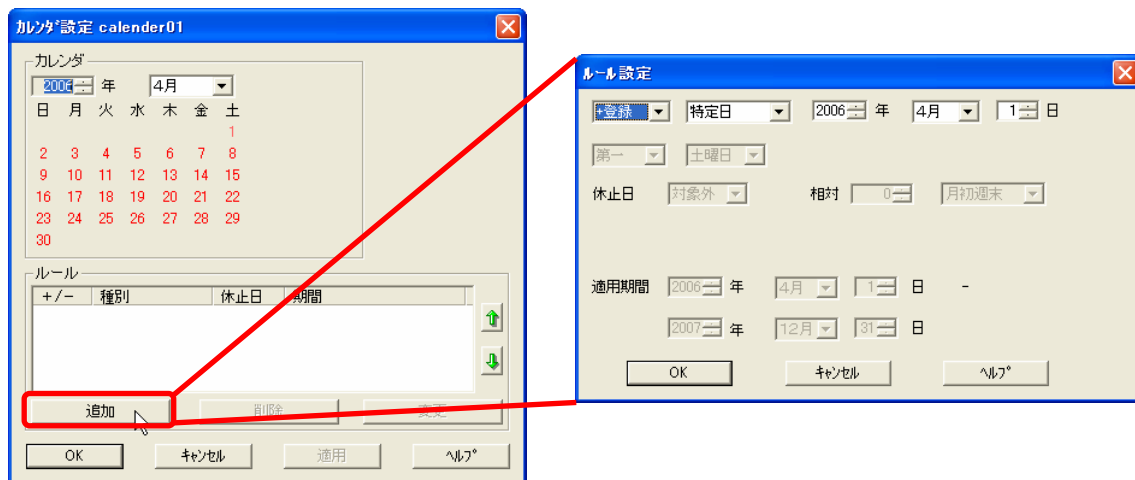 ｶﾚﾝﾀﾞ設定 calender01
カレンダ
2006 年 4月
日 月 火 水 木 金 土
1
2 3 4 5 6 7 8
9 10 11 12 13 14 15
16 17 18 19 20 21 22
23 24 25 26 27 28 29
30
ルール
+/- 種別 休止日 期間
追加 削除 変更
OK ｷｬﾝｾﾙ 適用 ﾍﾙﾌﾟ
ﾙｰﾙ設定
+登録 特定日 2006 年 4月 1 日
第一 土曜日
休止日 対象外 相対 0 月初週末
適用期間 2006 年 4月 1 日 -
2007 年 12月 31 日
OK ｷｬﾝｾﾙ ﾍﾙﾌﾟ